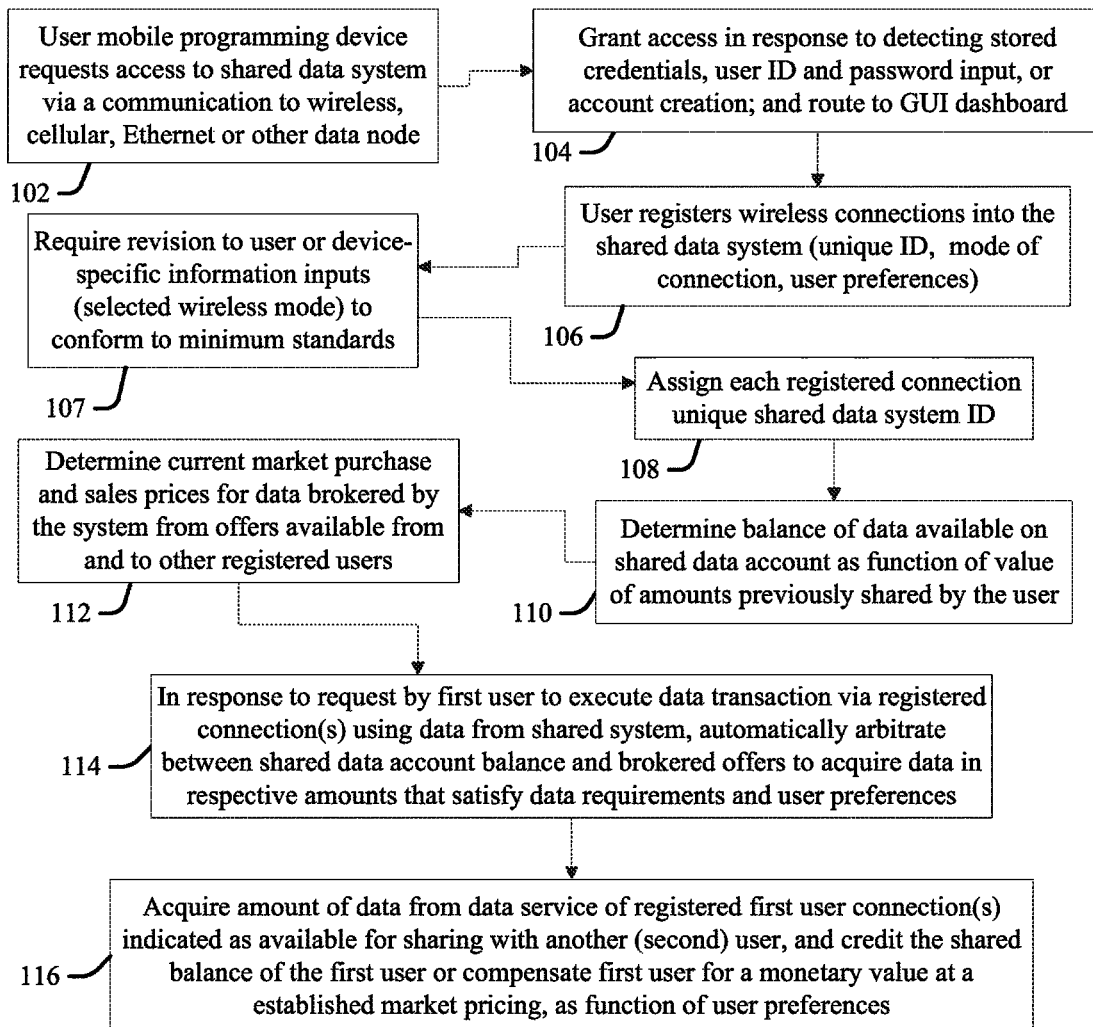 User mobile programming device
requests access to shared data system
via a communication to wireless,
cellular, Ethernet or other data node
102
Grant access in response to detecting stored
credentials, user ID and password input, or
account creation; and route to GUI dashboard
104
User registers wireless connections into the
shared data system (unique ID, mode of
connection, user preferences)
106
Require revision to user or device-
specific information inputs
(selected wireless mode) to
conform to minimum standards
107
Assign each registered connection
unique shared data system ID
108
Determine balance of data available on
shared data account as function of value
of amounts previously shared by the user
110
Determine current market purchase
and sales prices for data brokered by
the system from offers available from
and to other registered users
112
In response to request by first user to execute data transaction via registered
connection(s) using data from shared system, automatically arbitrate
between shared data account balance and brokered offers to acquire data in
respective amounts that satisfy data requirements and user preferences
114
Acquire amount of data from data service of registered first user connection(s)
indicated as available for sharing with another (second) user, and credit the shared
balance of the first user or compensate first user for a monetary value at a
established market pricing, as function of user preferences
116